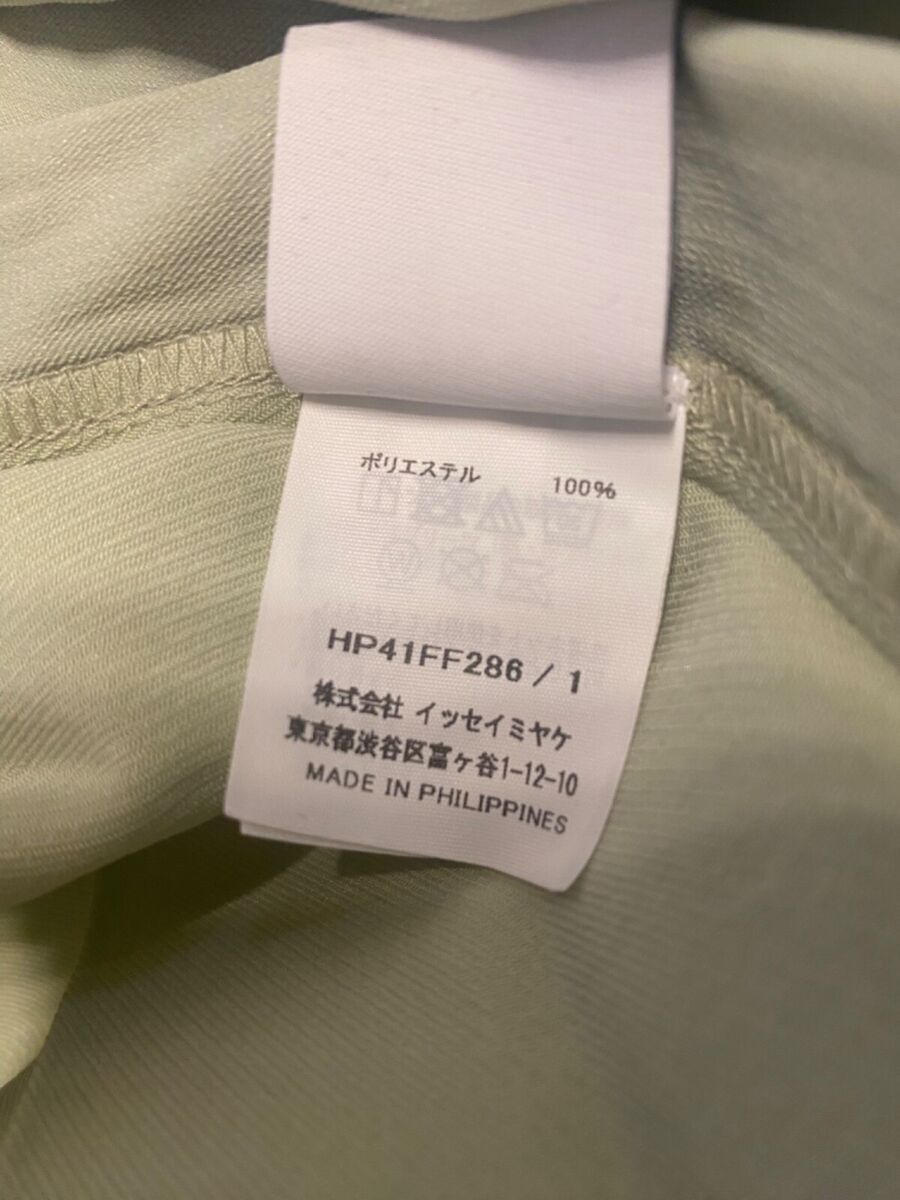 ポリエステル 100%
HP41FF286 / 1
株式会社 イッセイミヤケ
東京都渋谷区富ヶ谷1-12-10
MADE IN PHILIPPINES